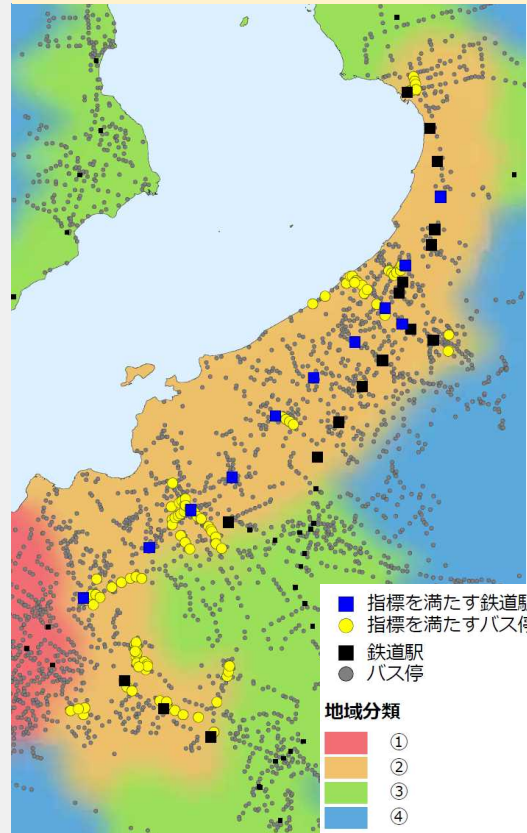 指標を満たす鉄道駅
指標を満たすバス停
鉄道駅
バス停
地域分類
①
②
③
④